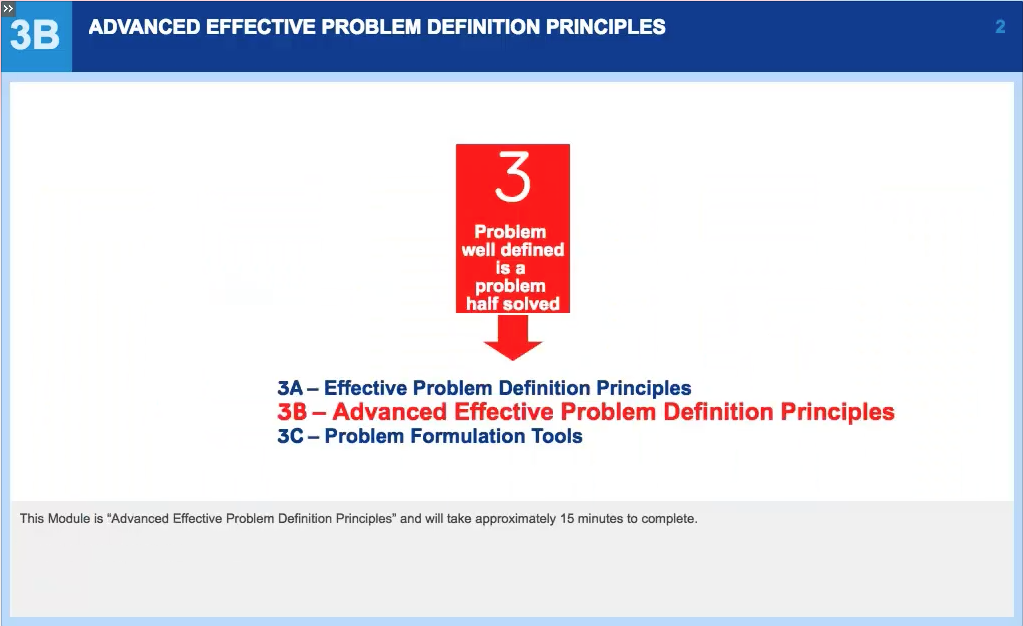 3B
ADVANCED EFFECTIVE PROBLEM DEFINITION PRINCIPLES
2
3
Problem
well defined
is a
problem
half solved
3A – Effective Problem Definition Principles
3B – Advanced Effective Problem Definition Principles
3C – Problem Formulation Tools
This Module is “Advanced Effective Problem Definition Principles” and will take approximately 15 minutes to complete.